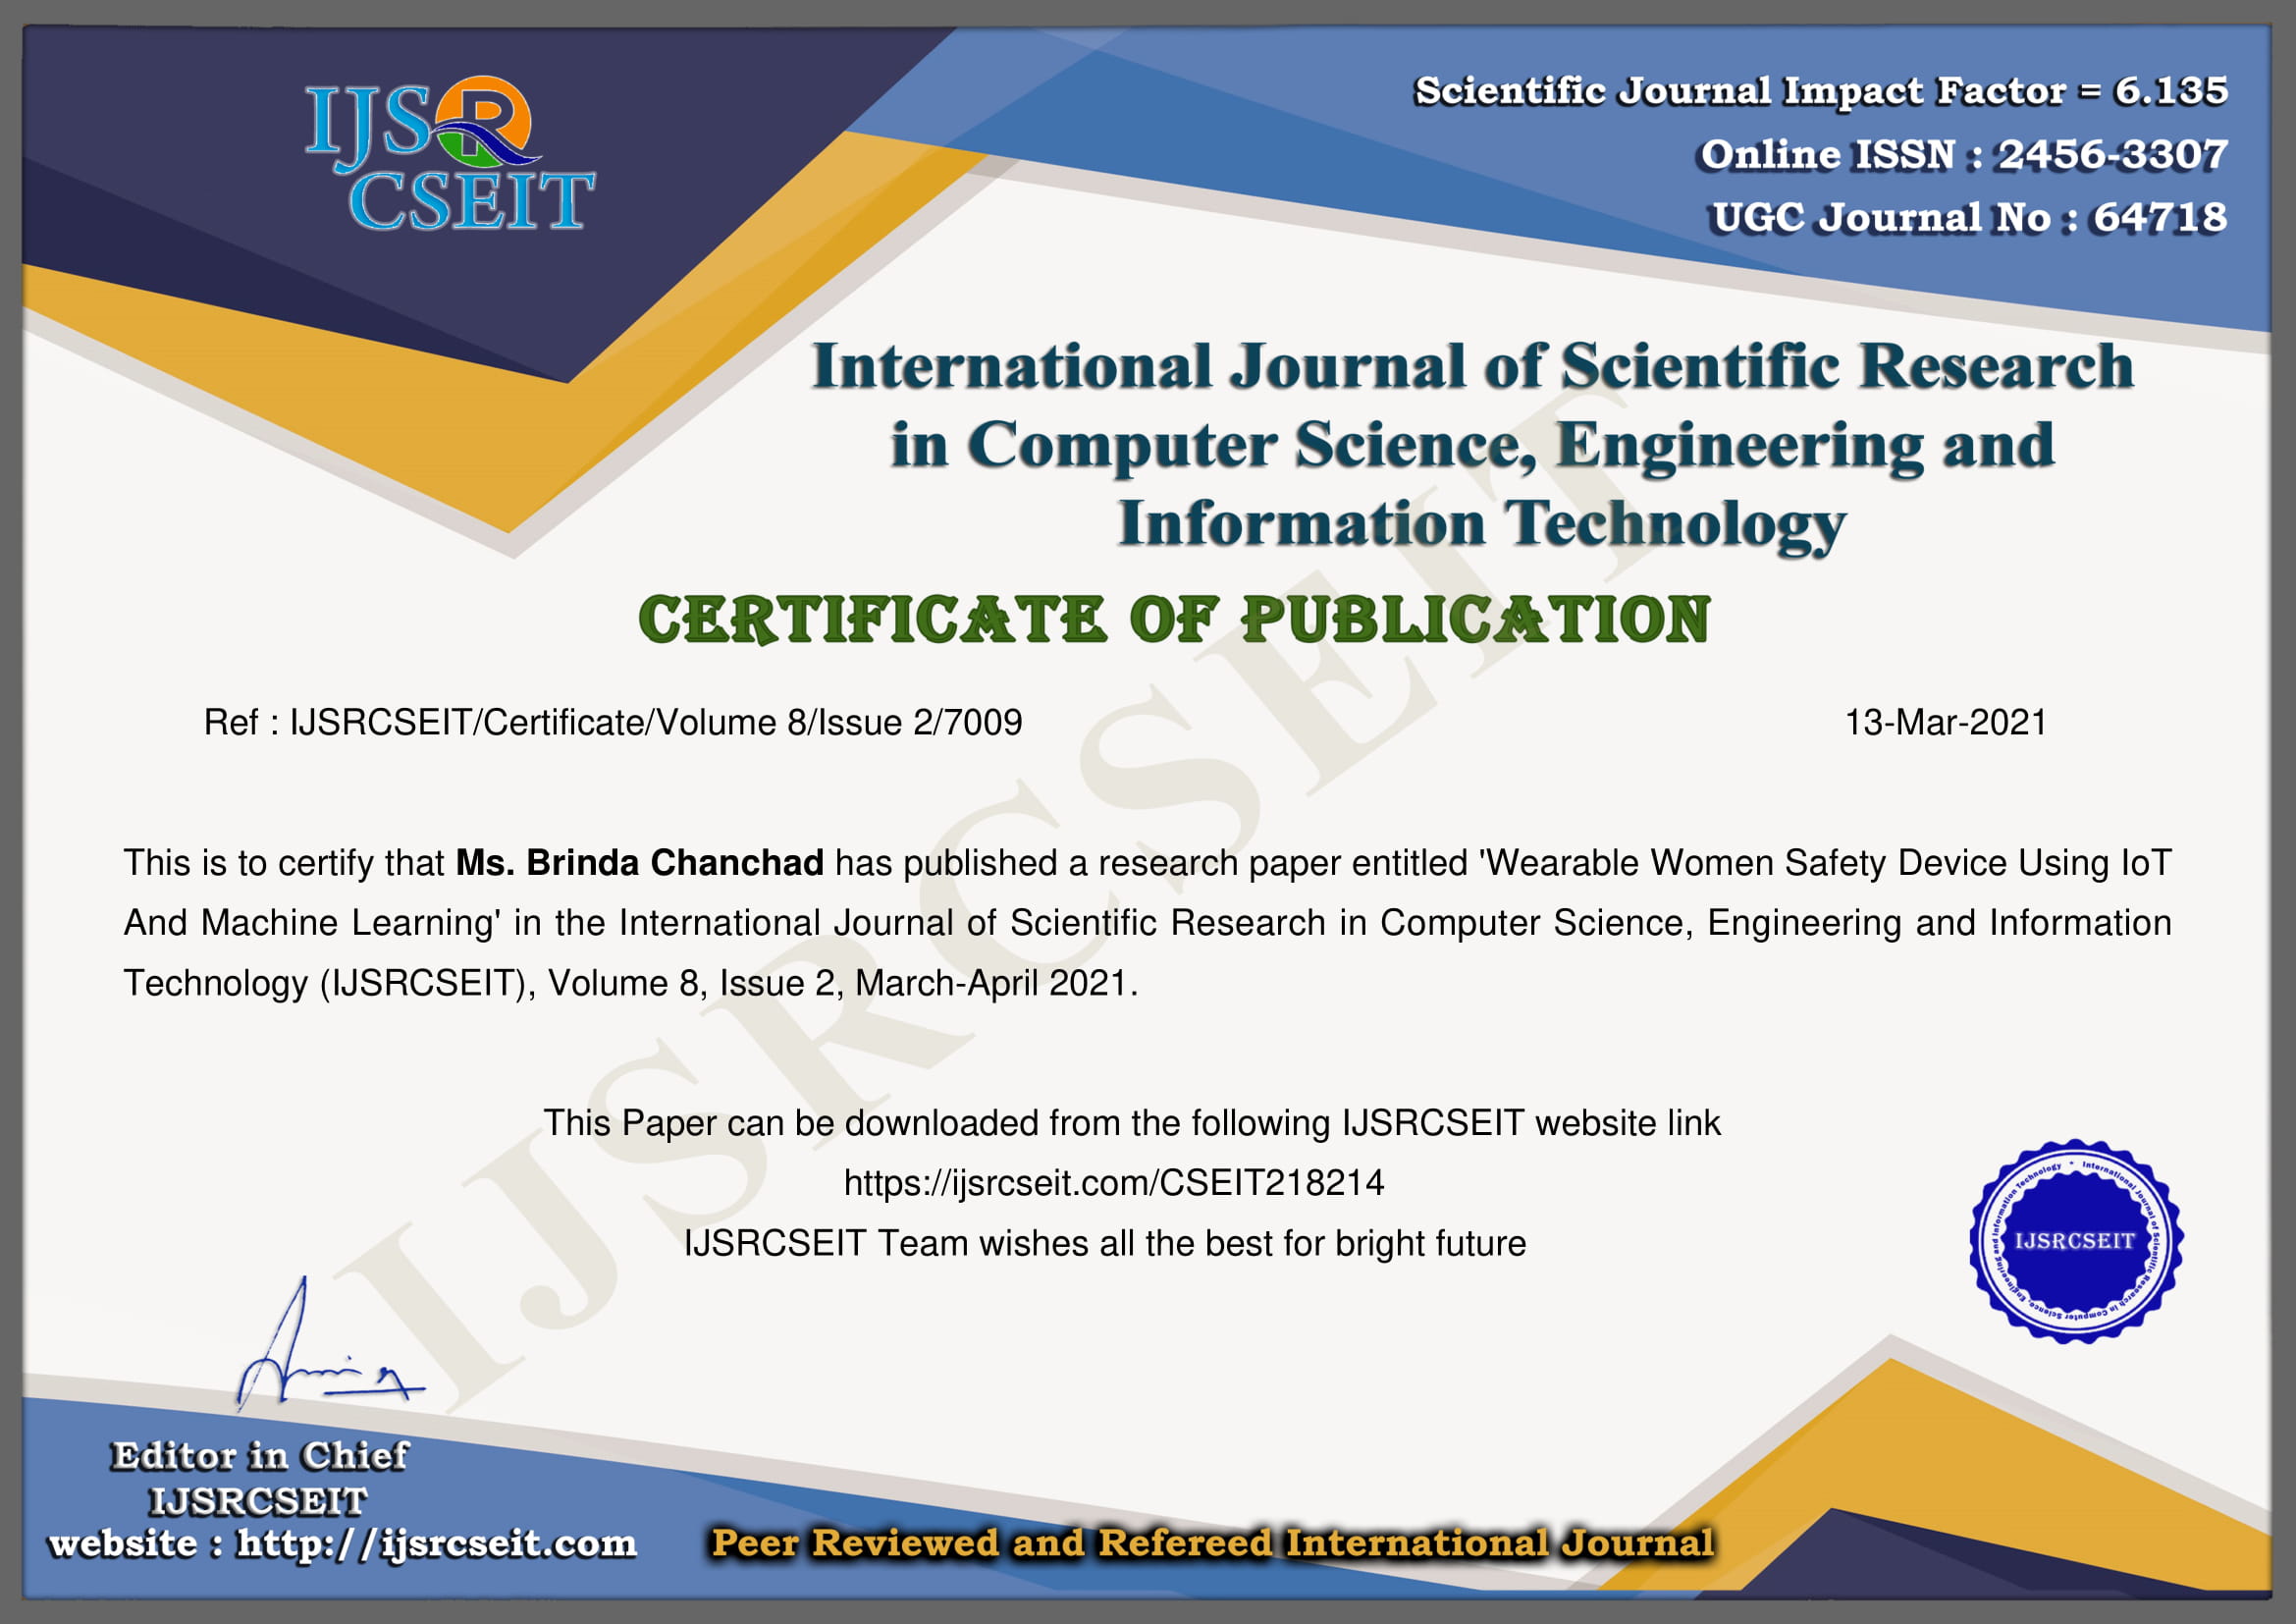 IJSR
CSEIT
Scientific Journal Impact Factor = 6.135
Online ISSN : 2456-3307
UGC Journal No : 64718
International Journal of Scientific Research
in Computer Science, Engineering and
Information Technology
CERTIFICATE OF PUBLICATION
Ref : IJSRCSEIT/Certificate/Volume 8/Issue 2/7009
13-Mar-2021
This is to certify that Ms. Brinda Chanchad has published a research paper entitled 'Wearable Women Safety Device Using IoT
And Machine Learning' in the International Journal of Scientific Research in Computer Science, Engineering and Information
Technology (IJSRCSEIT), Volume 8, Issue 2, March-April 2021.
This Paper can be downloaded from the following IJSRCSEIT website link
https://ijsrcseit.com/CSEIT218214
IJSRCSEIT Team wishes all the best for bright future
IJSRCSEIT
International Journal of Scientific Research in Computer Science, Engineering and Information Technology
IJSRCSEIT
Editor in Chief
IJSRCSEIT
website : http://ijsrcseit.com
Peer Reviewed and Refereed International Journal